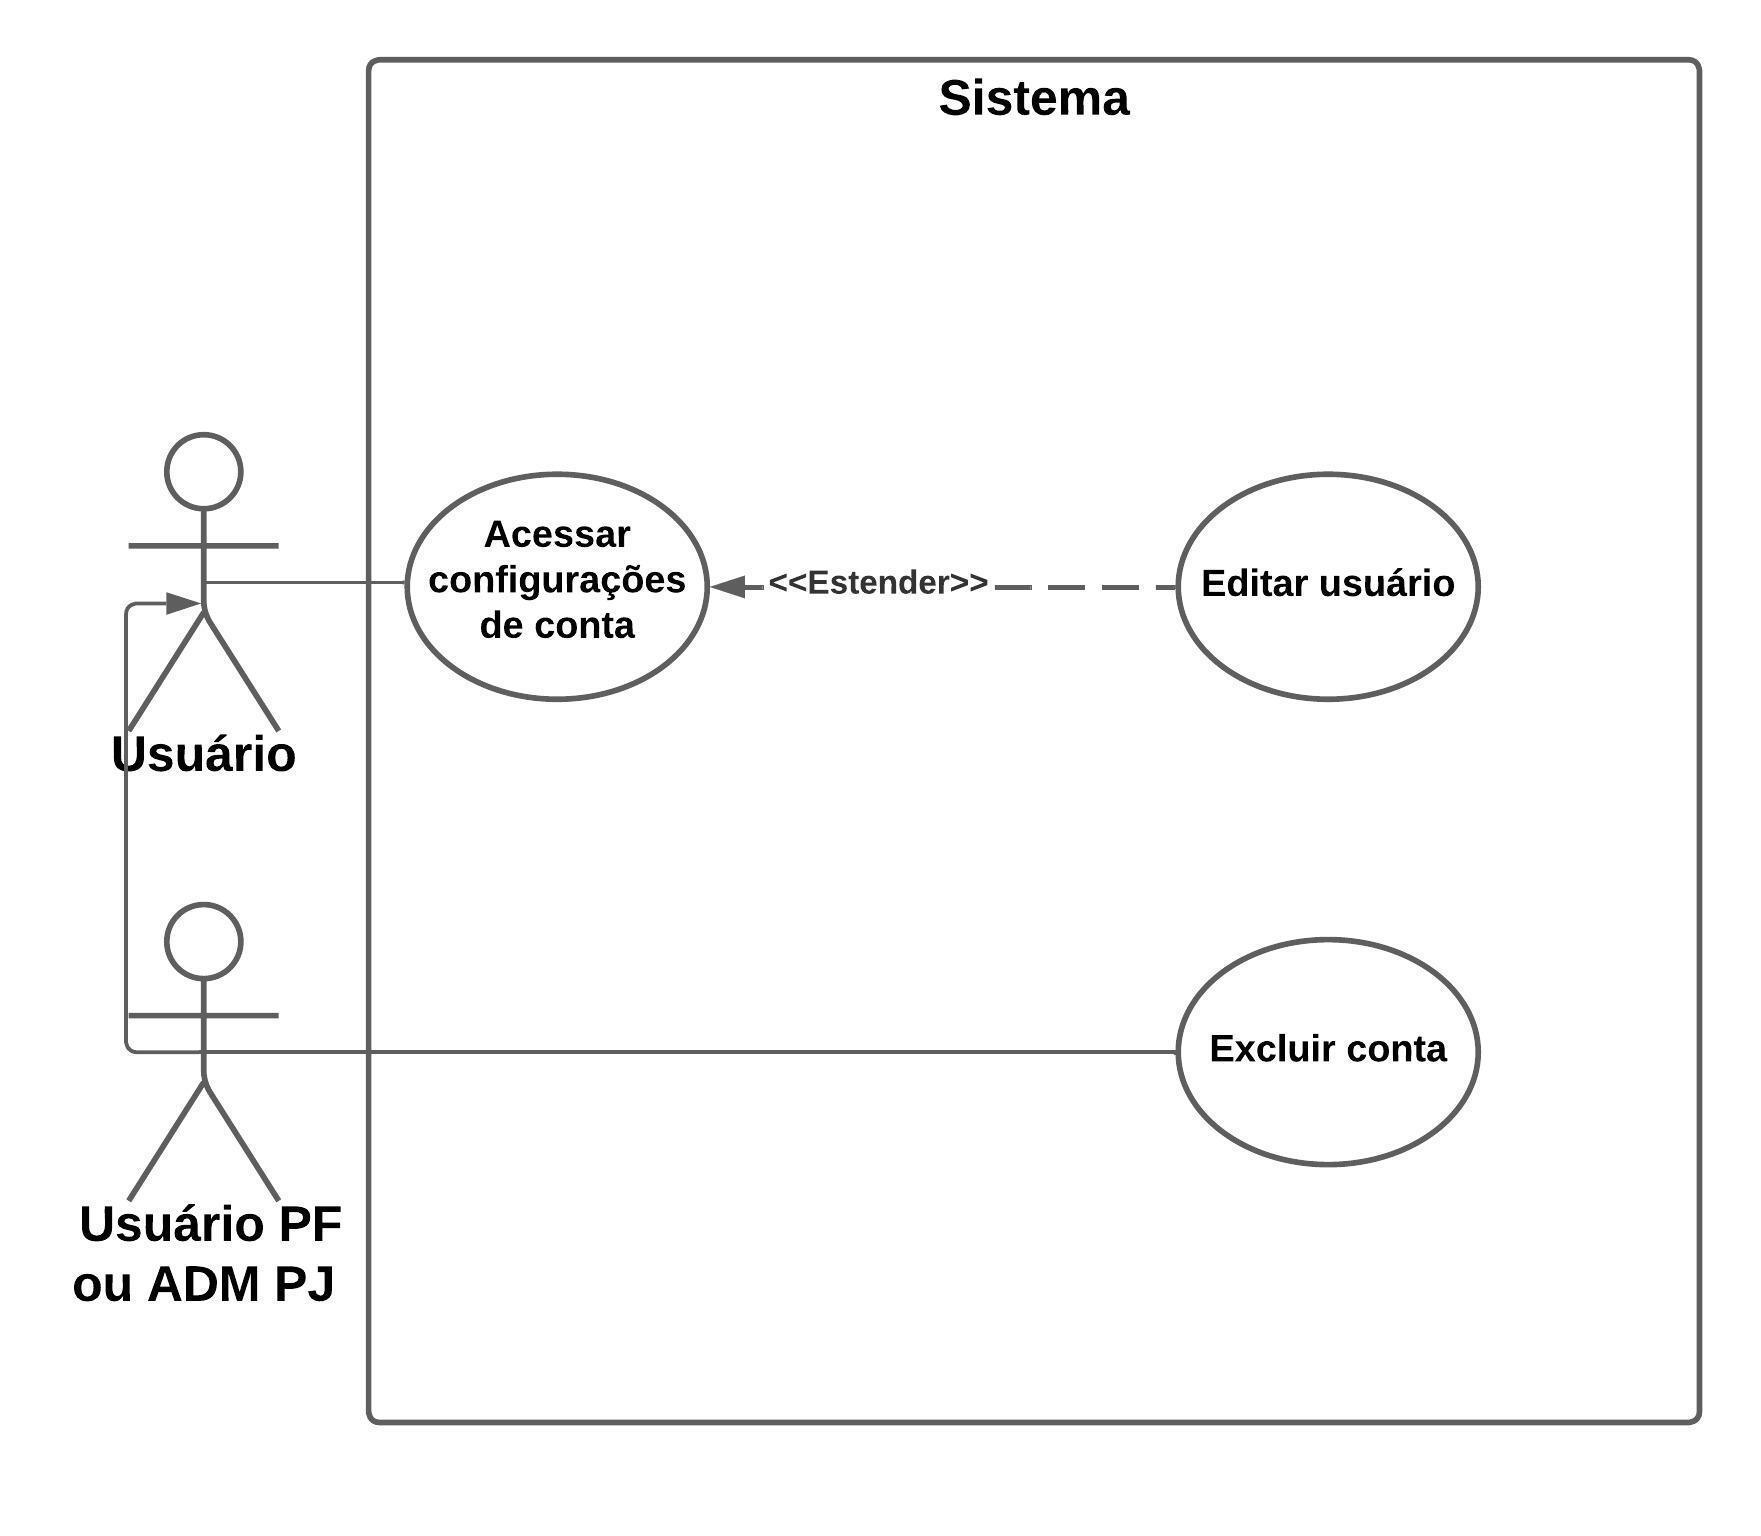 Sistema
Acessar
configurações
de conta
<<Estender>>
Editar usuário
Usuário
Excluir conta
Usuário PF
ou ADM PJ